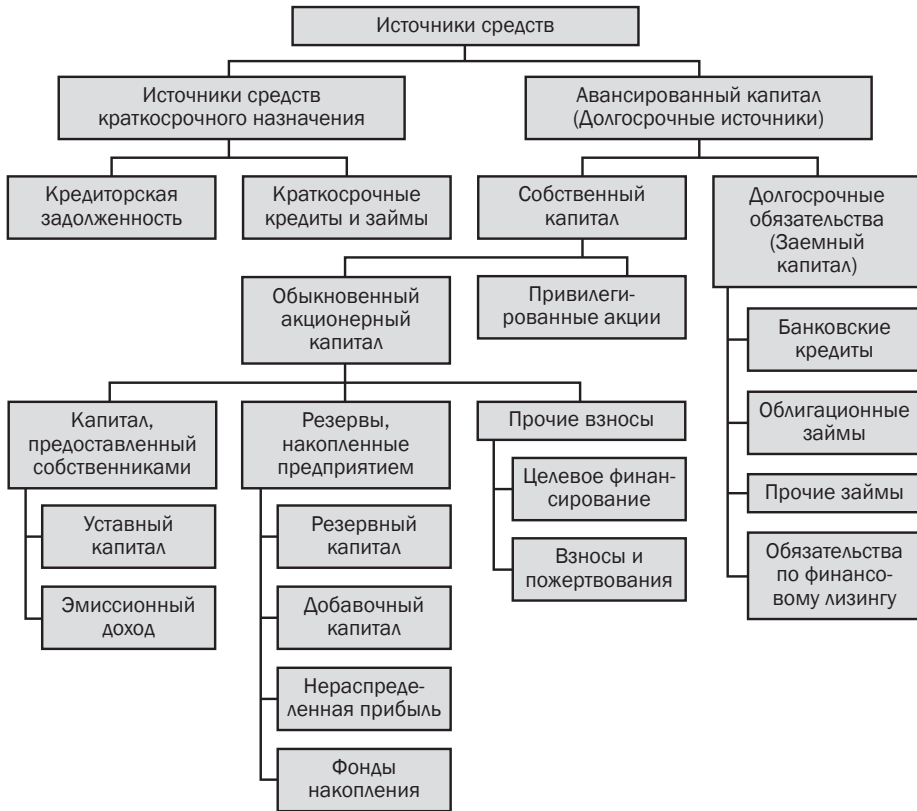 Источники средств
Источники средств
краткосрочного назначения
Авансированный капитал
(Долгосрочные источники)
Кредиторская
задолженность
Краткосрочные
кредиты и займы
Собственный
капитал
Долгосрочные
обязательства
(Заемный
капитал)
Обыкновенный
акционерный
капитал
Привилеги-
рованные акции
Банковские
кредиты
Облигационные
займы
Прочие займы
Обязательства
по финансо-
вому лизингу
Капитал,
предоставленный
собственниками
Резервы,
накопленные
предприятием
Прочие взносы
Уставный
капитал
Эмиссионный
доход
Резервный
капитал
Добавочный
капитал
Нераспреде-
ленная прибыль
Фонды
накопления
Целевое финан-
сирование
Взносы и
пожертвования